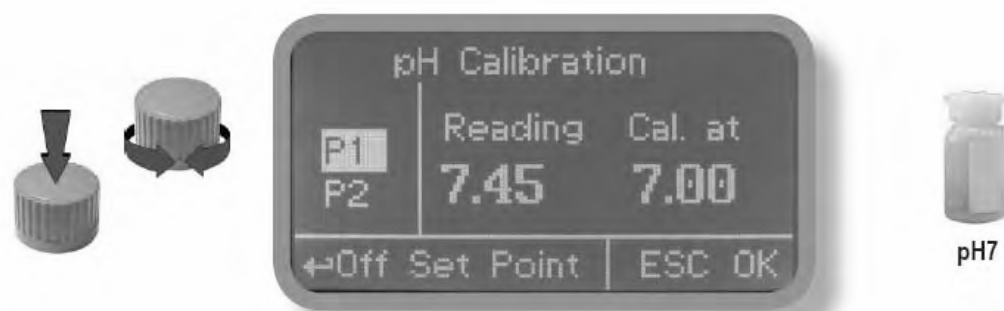 pH Calibration
P1
Reading
Cal. at
P2
7.45
7.00
↩Off Set Point
ESC OK
pH7